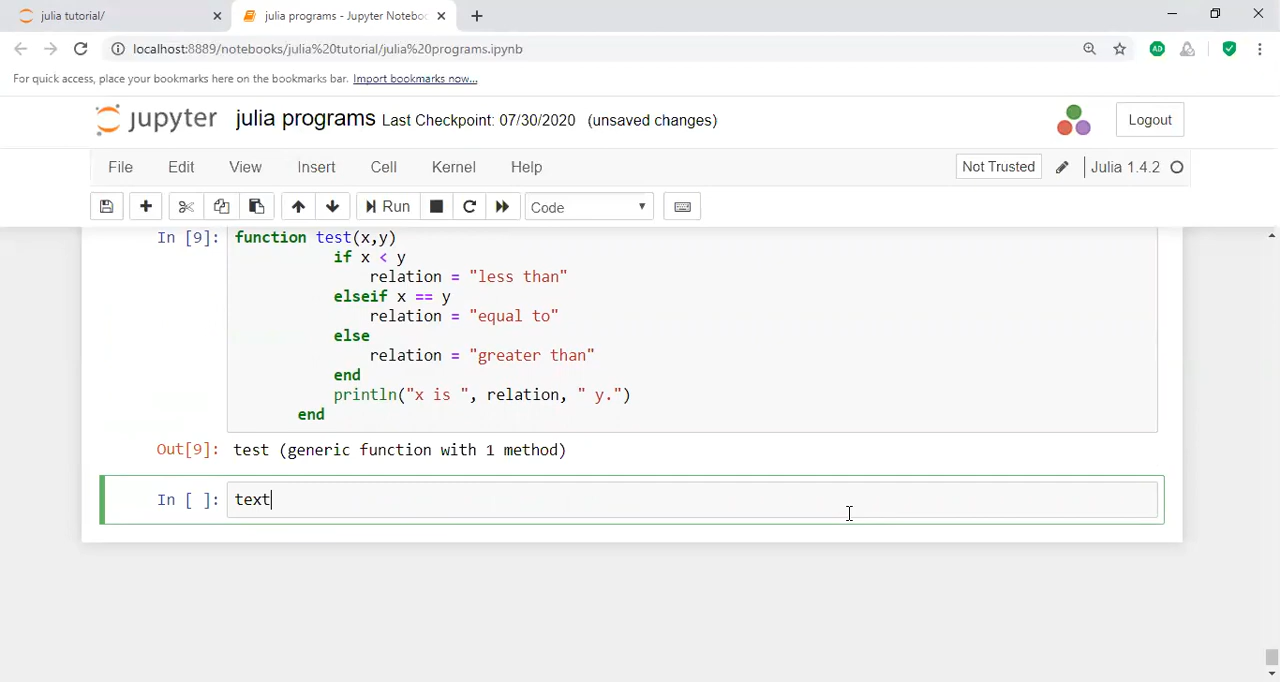 julia tutorial/
julia programs - Jupyter Notebo
localhost:8889/notebooks/julia%20tutorial/julia%20programs.ipynb
For quick access, place your bookmarks here on the bookmarks bar. Import bookmarks now...
jupyter julia programs Last Checkpoint: 07/30/2020 (unsaved changes)
Logout
File Edit View Insert Cell Kernel Help
Not Trusted
Julia 1.4.2
Run
Code
In [9]: function test(x,y)
if x < y
relation = "less than"
elseif x == y
relation = "equal to"
else
relation = "greater than"
end
println("x is ", relation, " y.")
end
Out[9]: test (generic function with 1 method)
In [ ]: text